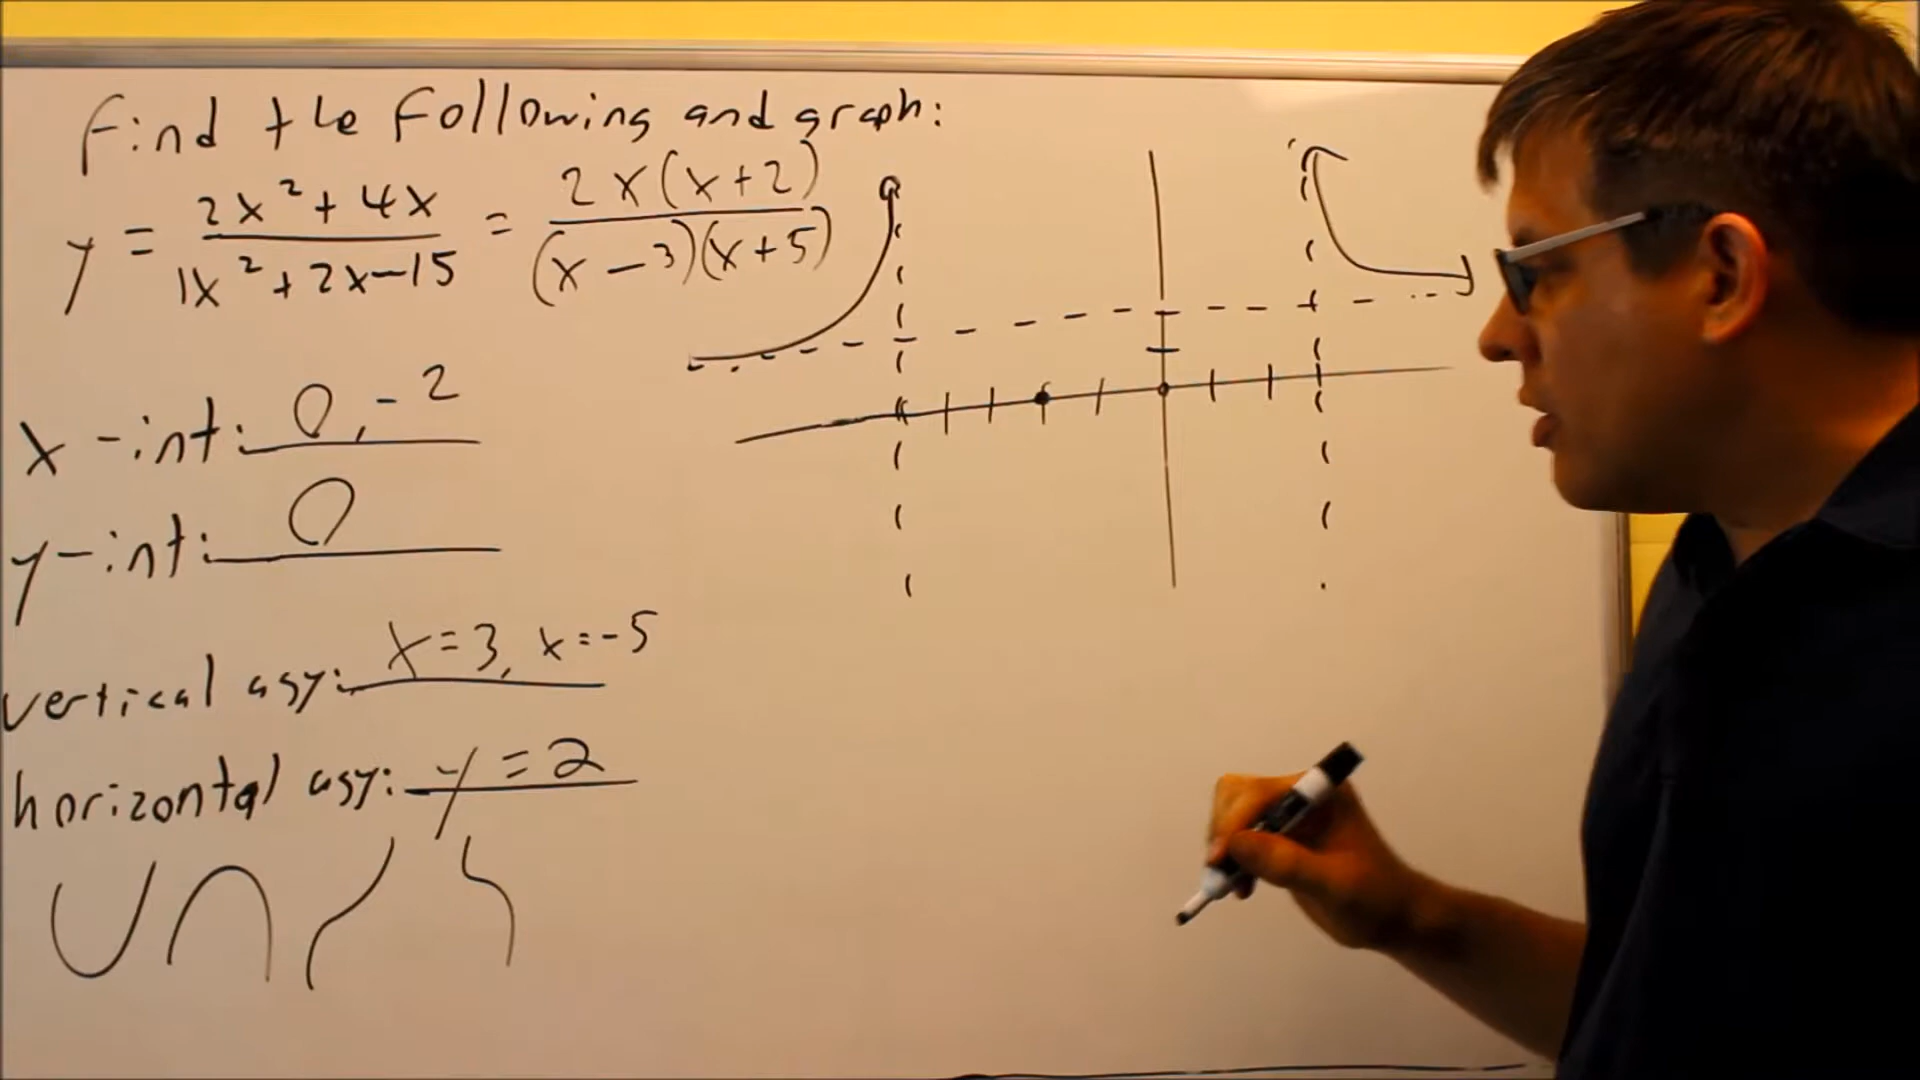 Find the following and graph:
y = 2x² + 4x / 1x² + 2x - 15 = 2x(x+2) / (x-3)(x+5)
x-int: 0, -2
y-int: 0
vertical asy: x=3, x=-5
horizontal asy: y=2